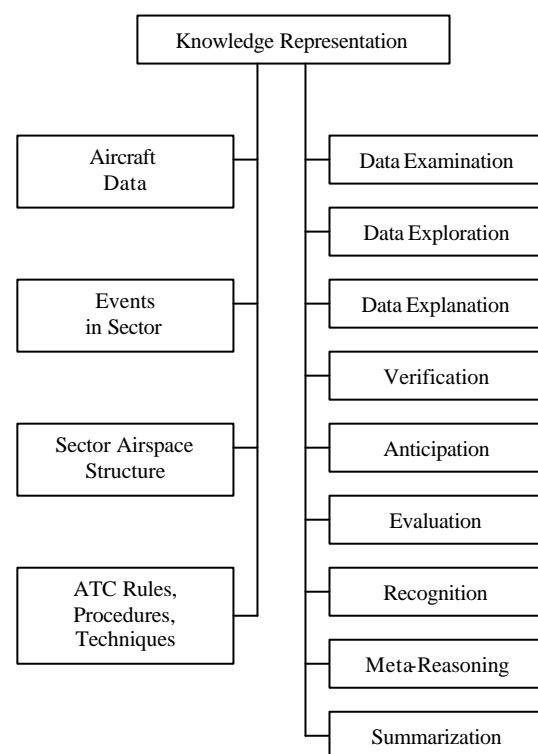 Knowledge Representation
Aircraft
Data
Events
in Sector
Sector Airspace
Structure
ATC Rules,
Procedures,
Techniques
Data Examination
Data Exploration
Data Explanation
Verification
Anticipation
Evaluation
Recognition
Meta-Reasoning
Summarization